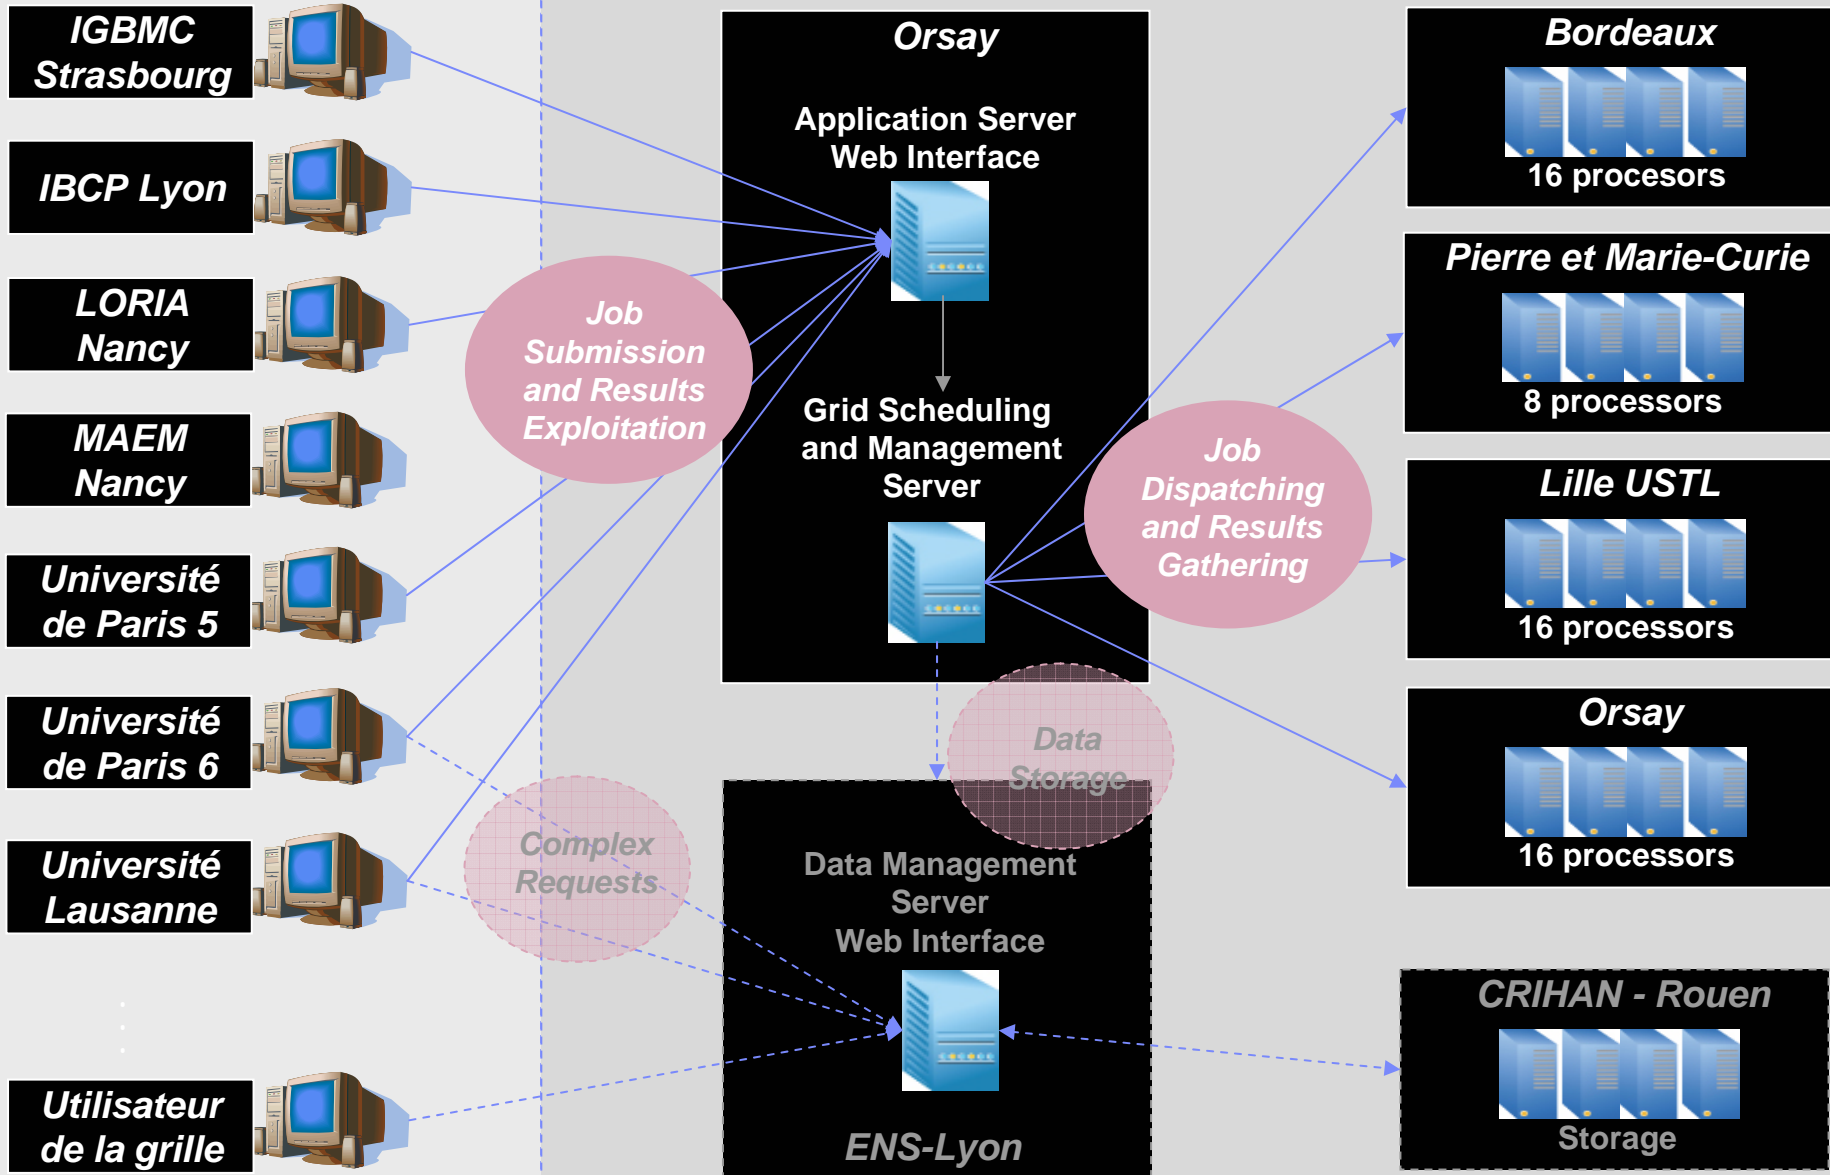 IGBMC
Strasbourg
IBCP Lyon
LORIA
Nancy
MAEM
Nancy
Université
de Paris 5
Université
de Paris 6
Université
Lausanne
.
.
.
Utilisateur
de la grille
Job
Submission
and Results
Exploitation
Complex
Requests
Orsay
Application Server
Web Interface
Grid Scheduling
and Management
Server
Data
Storage
Data Management
Server
Web Interface
ENS-Lyon
Job
Dispatching
and Results
Gathering
Bordeaux
16 procesors
Pierre et Marie-Curie
8 processors
Lille USTL
16 processors
Orsay
16 processors
CRIHAN - Rouen
Storage